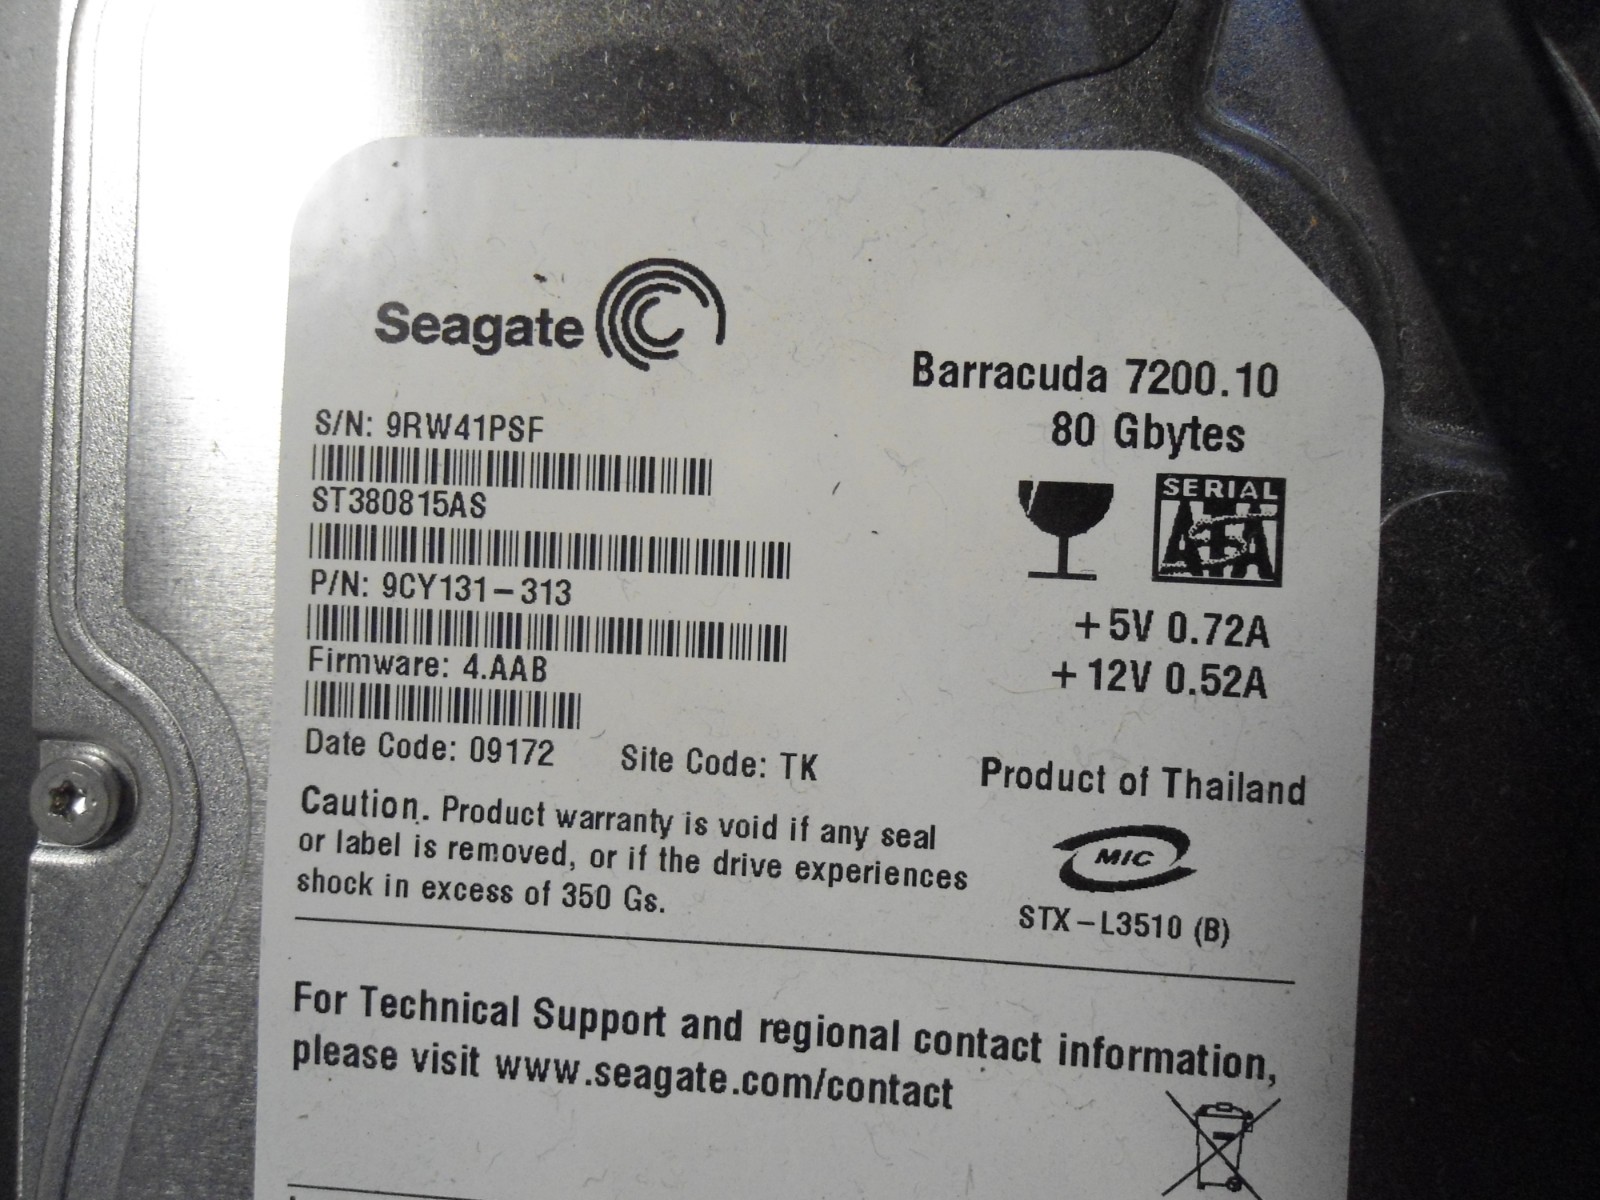 Seagate
Barracuda 7200.10
80 Gbytes
S/N: 9RW41PSF
ST380815AS
P/N: 9CY131-313
Firmware: 4.AAB
Date Code: 09172 Site Code: TK
SERIAL
ATA
+5V 0.72A
+12V 0.52A
Product of Thailand
Caution. Product warranty is void if any seal
or label is removed, or if the drive experiences
shock in excess of 350 Gs.
MIC
STX-L3510 (B)
For Technical Support and regional contact information,
please visit www.seagate.com/contact